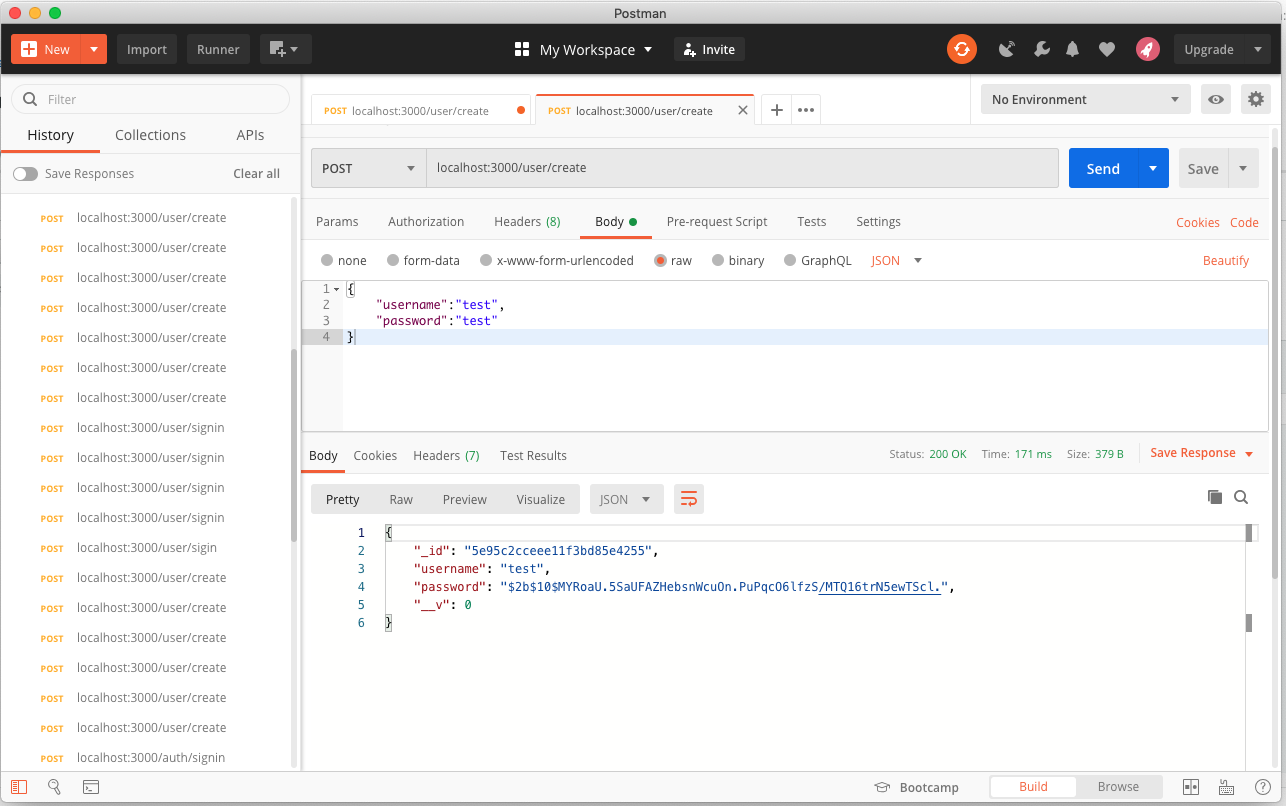 Postman
New
Import
Runner
My Workspace
Invite
Upgrade
Filter
History Collections APIs
Save Responses Clear all
POST localhost:3000/user/create
POST localhost:3000/user/create
POST localhost:3000/user/create
POST localhost:3000/user/create
POST localhost:3000/user/create
POST localhost:3000/user/create
POST localhost:3000/user/create
POST localhost:3000/user/signin
POST localhost:3000/user/signin
POST localhost:3000/user/signin
POST localhost:3000/user/signin
POST localhost:3000/user/sigin
POST localhost:3000/user/create
POST localhost:3000/user/create
POST localhost:3000/user/create
POST localhost:3000/user/create
POST localhost:3000/user/create
POST localhost:3000/user/create
POST localhost:3000/auth/signin
POST localhost:3000/user/create
POST localhost:3000/user/create
No Environment
POST localhost:3000/user/create Send Save
Params Authorization Headers (8) Body Pre-request Script Tests Settings Cookies Code
none form-data x-www-form-urlencoded raw binary GraphQL JSON Beautify
1 {
2 "username":"test",
3 "password":"test"
4 }
Body Cookies Headers (7) Test Results Status: 200 OK Time: 171 ms Size: 379 B Save Response
Pretty Raw Preview Visualize JSON
1 {
2 "_id": "5e95c2cceee11f3bd85e4255",
3 "username": "test",
4 "password": "$2b$10$MYRoaU.5SaUFAZHebsnWcuOn.PuPqcO6lfzS/MTQ16trN5ewTScl.",
5 "__v": 0
6 }
Bootcamp Build Browse